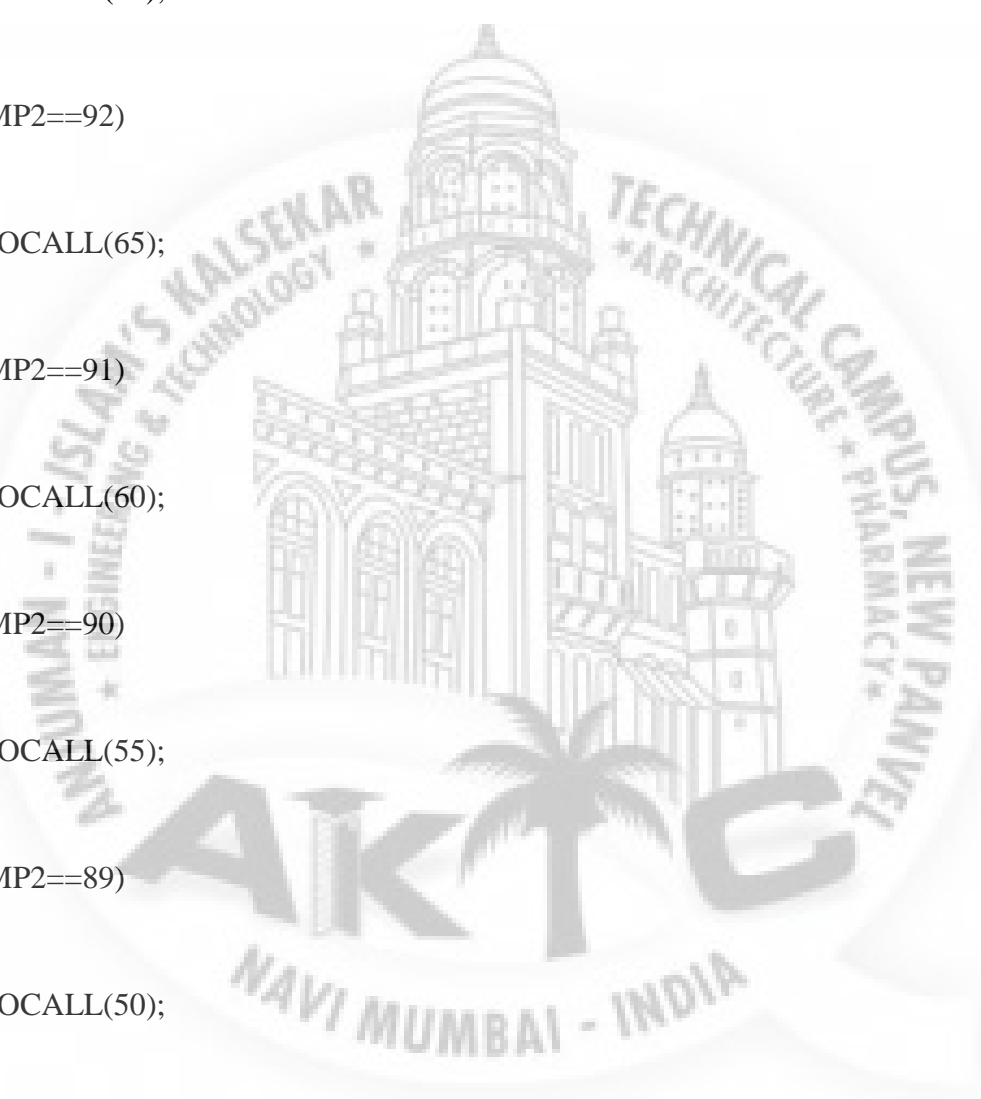 MP2==92)
OCALL(65);
MP2==91)
OCALL(60);
MP2==90)
OCALL(55);
MP2==89)
OCALL(50);
ANJUMAN - I - ISLAM'S KALSEKAR TECHNICAL CAMPUS, NEW PANVEL
* ENGINEERING & TECHNOLOGY * *ARCHITECTURE * PHARMACY*
AKTC
NAVI MUMBAI - INDIA